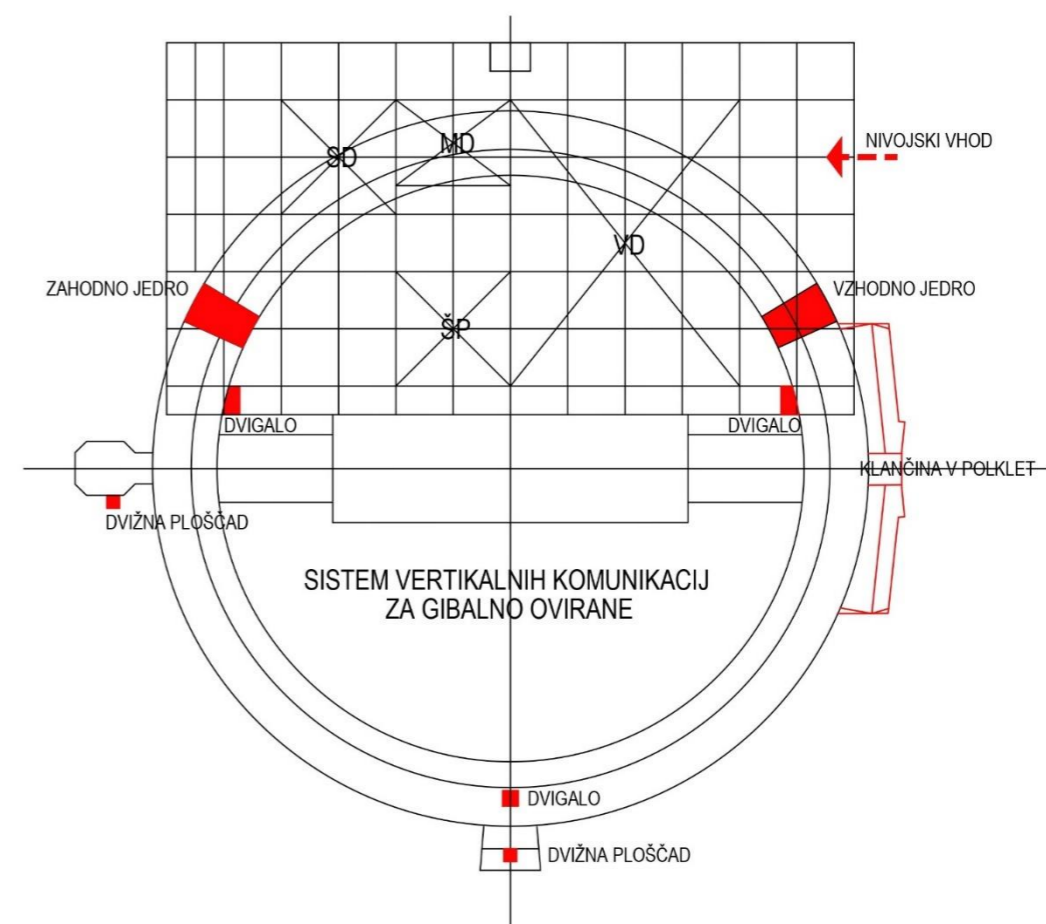 MD
SD
NIVOJSKI VHOD
VD
ZAHODNO JEDRO
VZHODNO JEDRO
ŠP
DVIGALO
DVIGALO
KLANČINA V POLKLET
DVIŽNA PLOŠČAD
SISTEM VERTIKALNIH KOMUNIKACIJ
ZA GIBALNO OVIRANE
DVIGALO
DVIŽNA PLOŠČAD